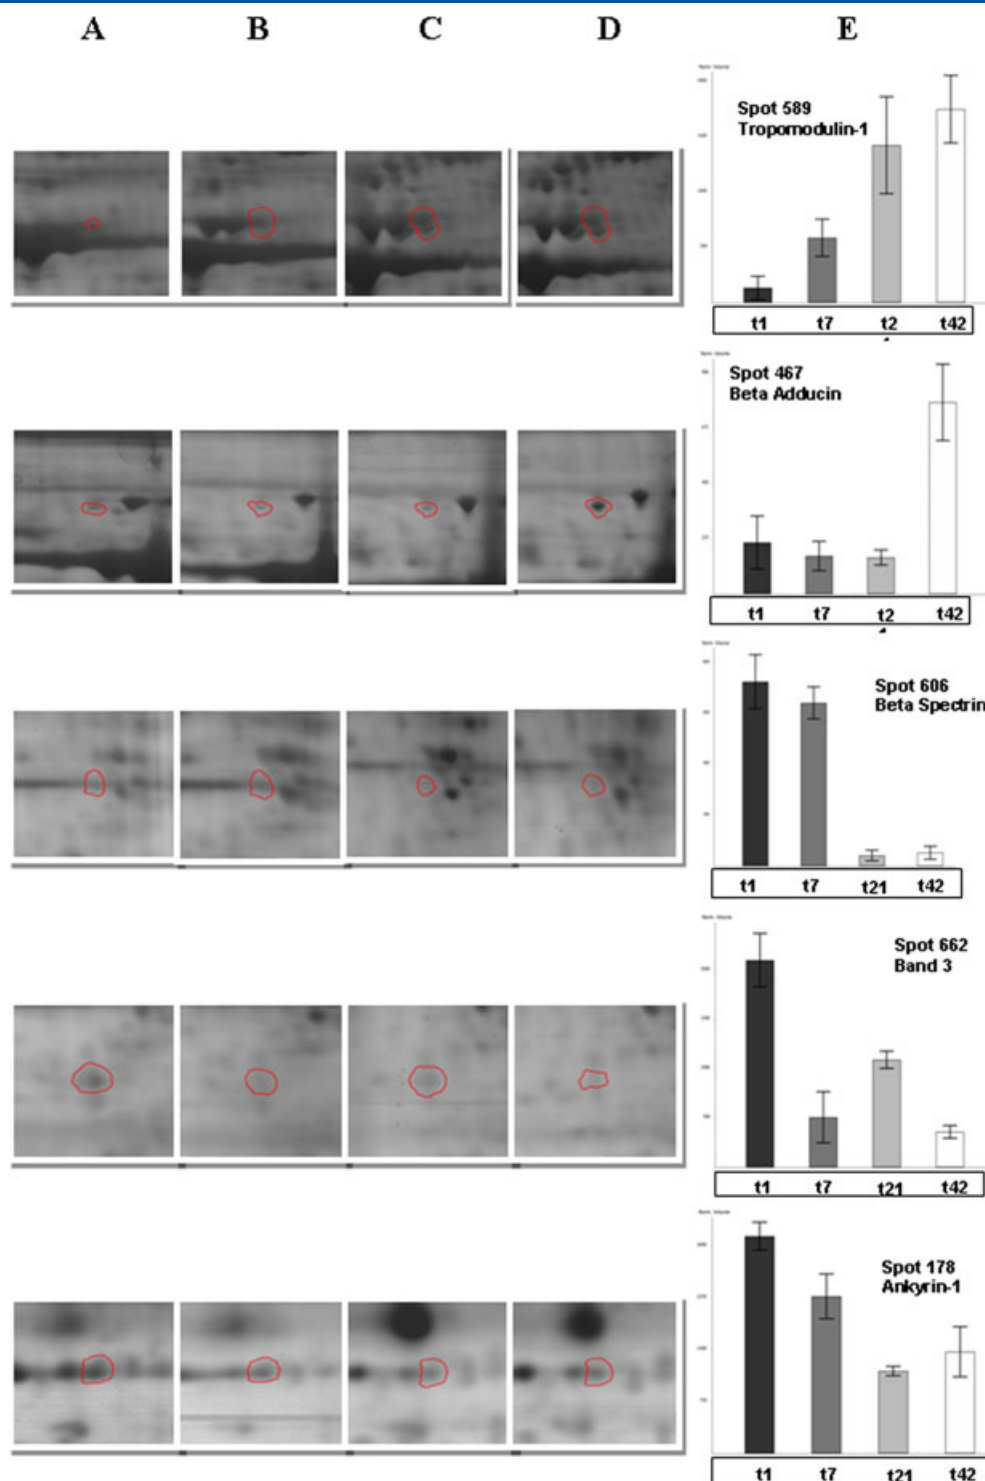 A B C D E
Spot 589
Tropomodulin-1
t1 t7 t2 t42
Spot 467
Beta Adducin
t1 t7 t2 t42
Spot 606
Beta Spectrin
t1 t7 t21 t42
Spot 662
Band 3
t1 t7 t21 t42
Spot 178
Ankyrin-1
t1 t7 t21 t42